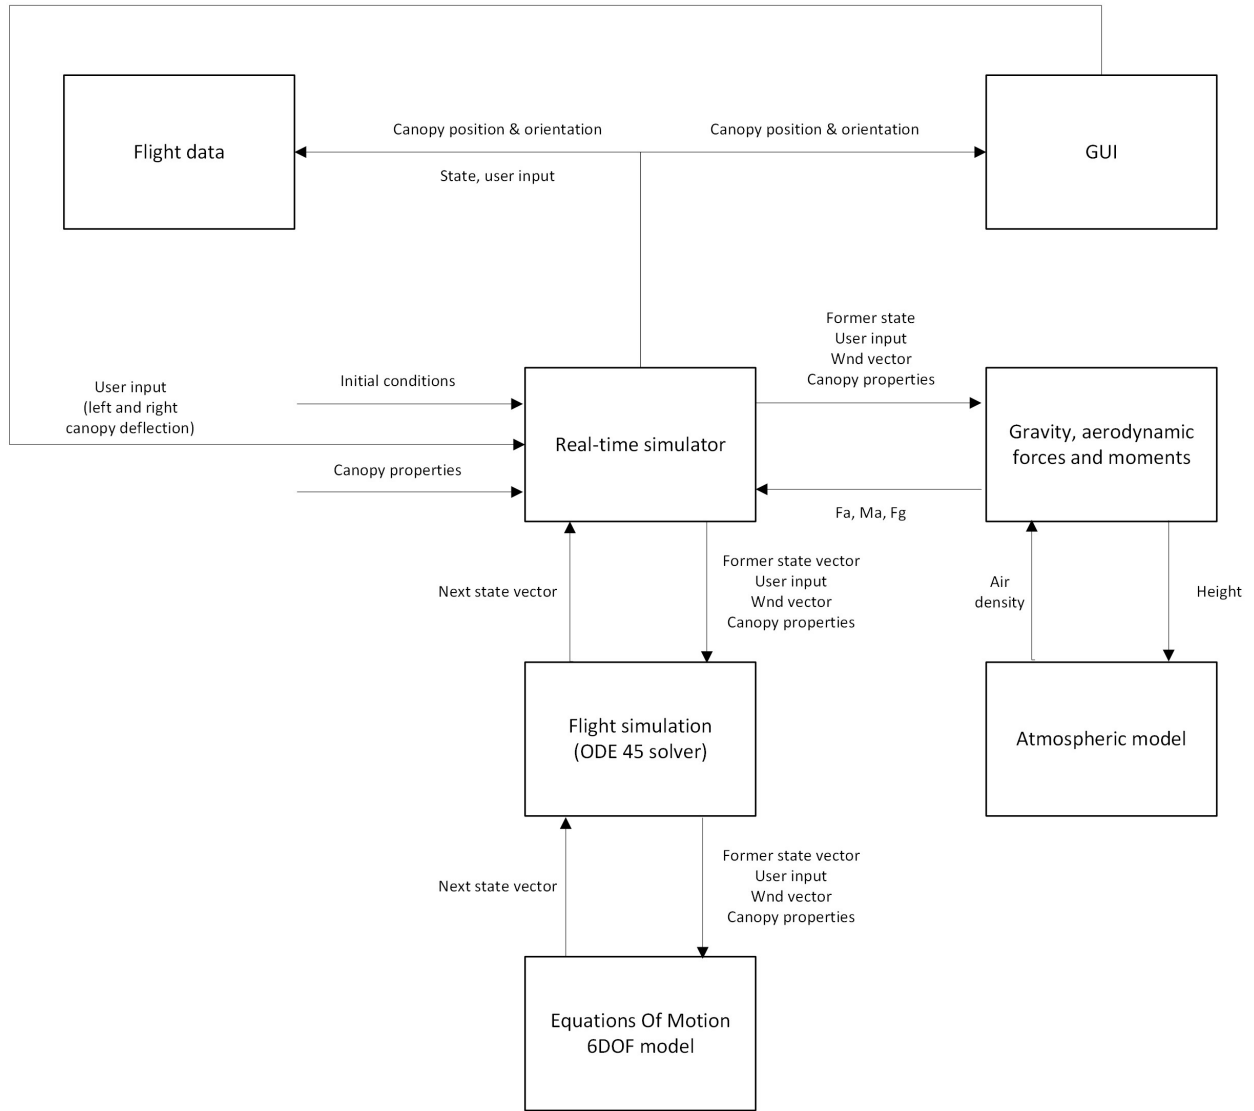 Canopy position & orientation
Canopy position & orientation
Flight data
GUI
State, user input
Former state
User input
Wnd vector
Canopy properties
Initial conditions
User input
(left and right
canopy deflection)
Real-time simulator
Gravity, aerodynamic
forces and moments
Canopy properties
Fa, Ma, Fg
Next state vector
Former state vector
User input
Wnd vector
Canopy properties
Air
density
Height
Flight simulation
(ODE 45 solver)
Atmospheric model
Next state vector
Former state vector
User input
Wnd vector
Canopy properties
Equations Of Motion
6DOF model